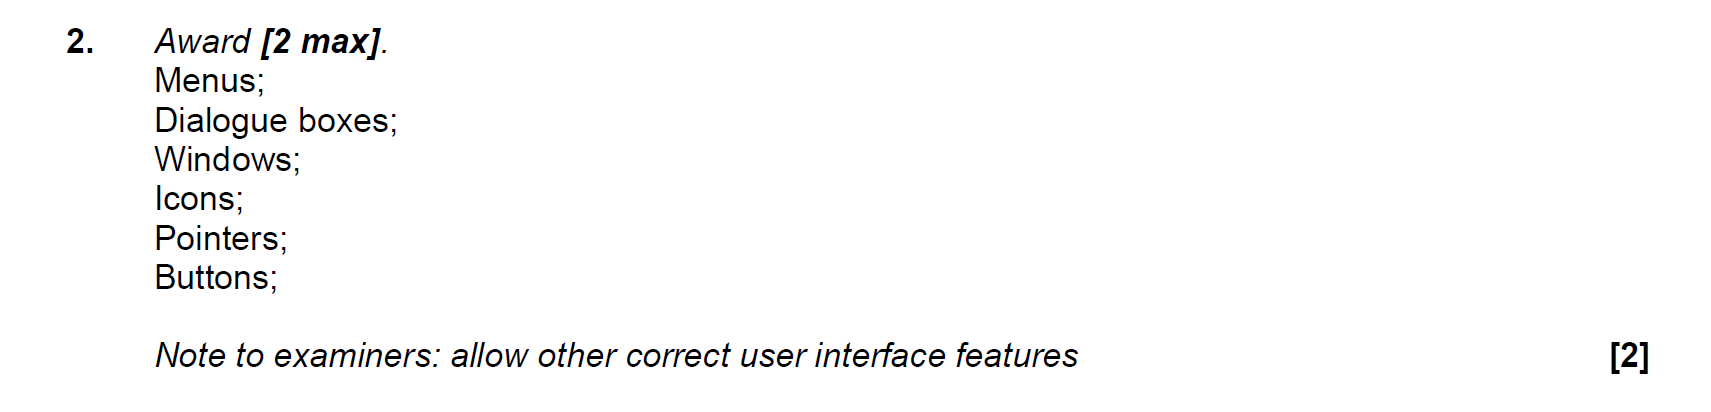 2. Award [2 max].
Menus;
Dialogue boxes;
Windows;
Icons;
Pointers;
Buttons;
Note to examiners: allow other correct user interface features [2]